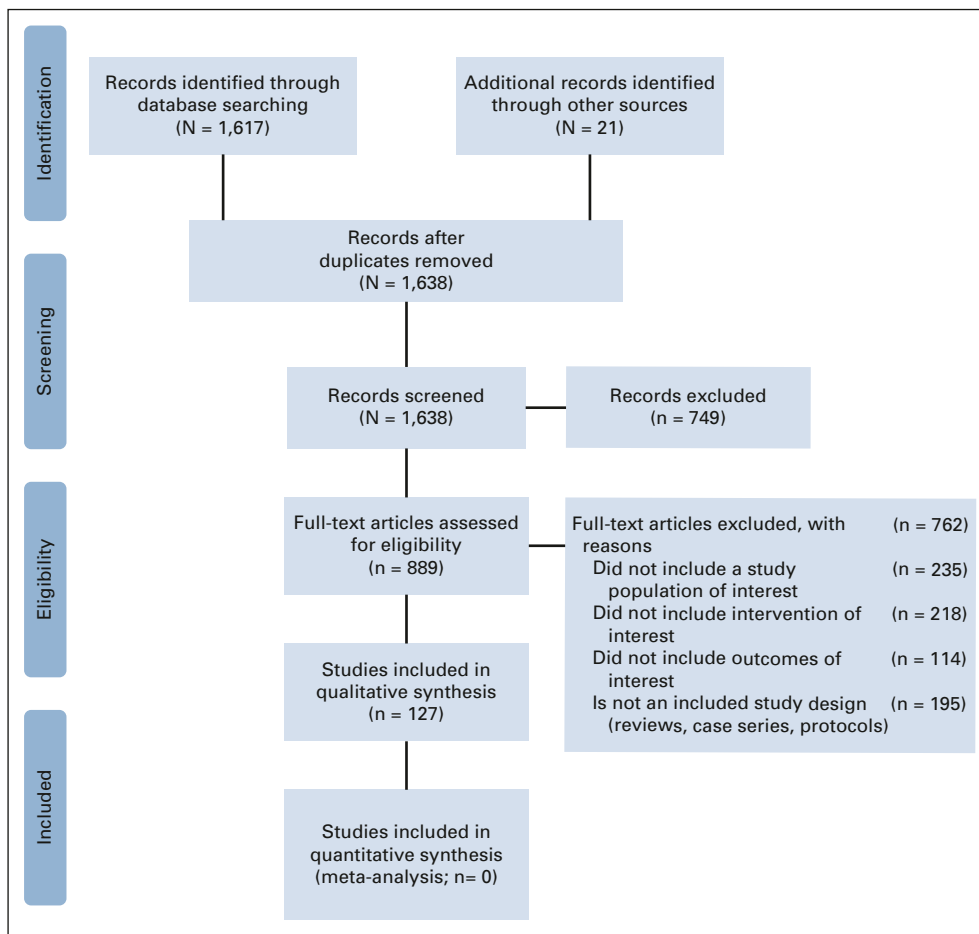 Identification
Records identified through
database searching
(N = 1,617)
Additional records identified
through other sources
(N = 21)
Records after
duplicates removed
(N = 1,638)
Screening
Records screened
(N = 1,638)
Records excluded
(n = 749)
Eligibility
Full-text articles assessed
for eligibility
(n = 889)
Full-text articles excluded, with (n = 762)
reasons
Did not include a study (n = 235)
population of interest
Did not include intervention of (n = 218)
interest
Did not include outcomes of (n = 114)
interest
Is not an included study design (n = 195)
(reviews, case series, protocols)
Studies included in
qualitative synthesis
(n = 127)
Included
Studies included in
quantitative synthesis
(meta-analysis; n= 0)